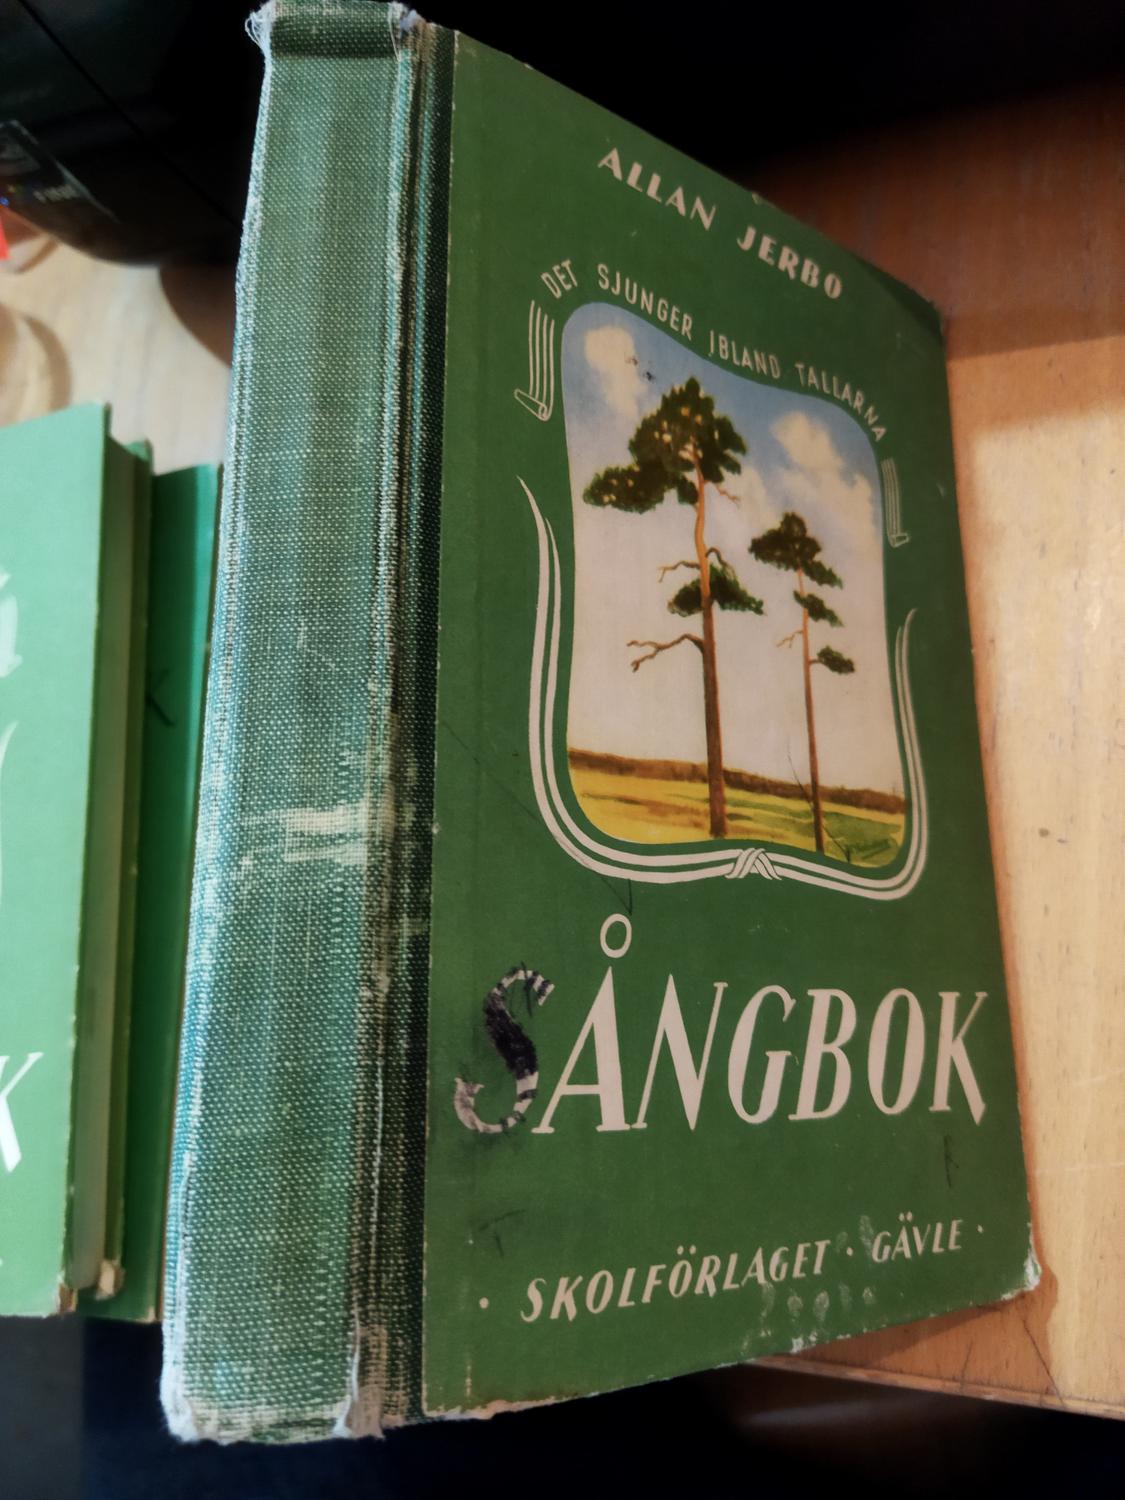 ALLAN JERBO
DET SJUNGER IBLAND TALLARNA
SÅNGBOK
· SKOLFÖRLAGET · GÄVLE ·
K